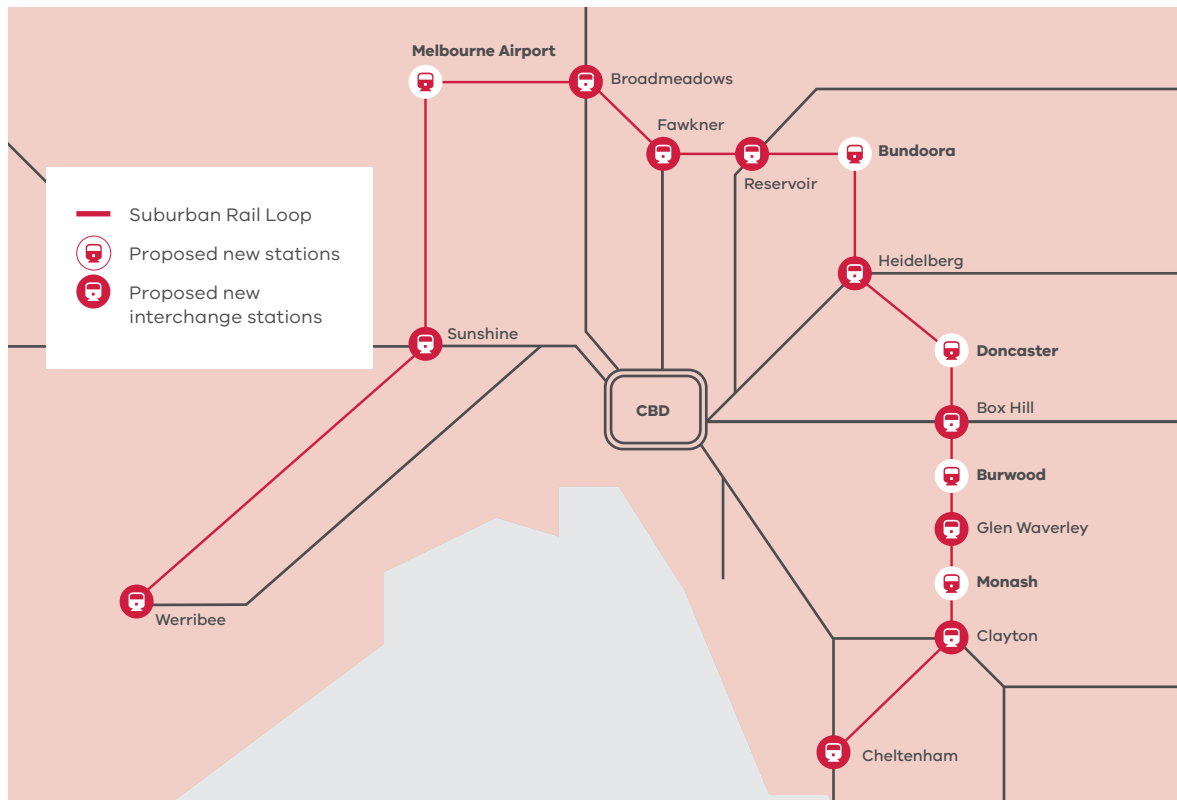 Melbourne Airport
Broadmeadows
Fawkner
Reservoir
Bundoora
Suburban Rail Loop
Proposed new stations
Proposed new
interchange stations
Heidelberg
Sunshine
Doncaster
CBD
Box Hill
Burwood
Glen Waverley
Monash
Werribee
Clayton
Cheltenham